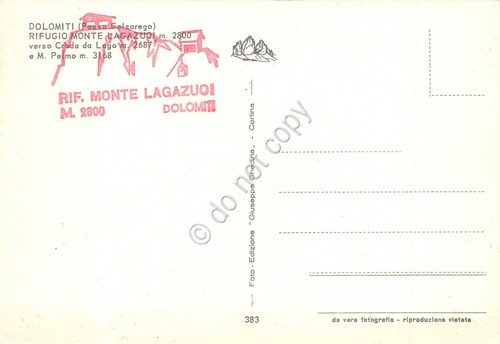 DOLOMITI (Passo Falzarego)
RIFUGIO MONTE LAGAZUOI m. 2800
verso Croda da Lago m. 2687
e M. Pelmo m. 3168
RIF. MONTE LAGAZUOI
M. 2800 DOLOMITI
© do not copy
Foto-Edizione "Giuseppe Ghedina" - Cortina
383
da vera fotografia - riproduzione vietata